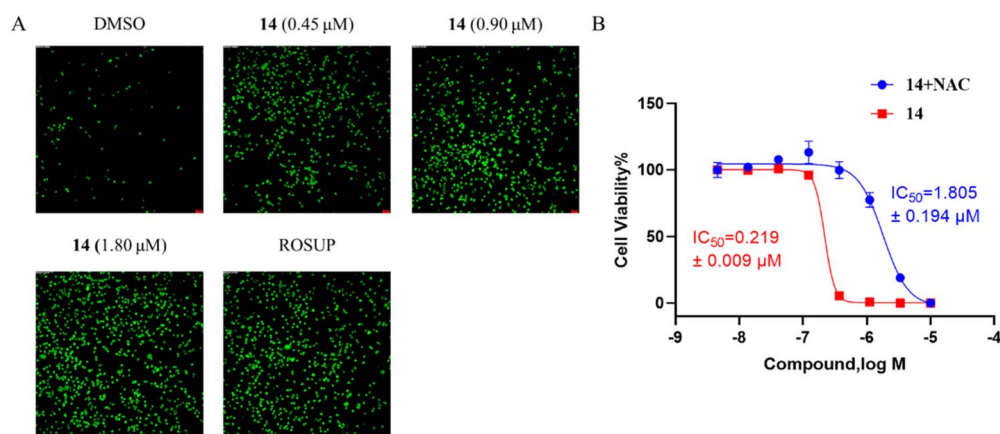 A
DMSO
14 (0.45 μM)
14 (0.90 μM)
14 (1.80 μM)
ROSUP
B
14+NAC
14
150
100
50
0
Cell Viability%
IC50=0.219
± 0.009 μM
IC50=1.805
± 0.194 μM
-9
-8
-7
-6
-5
-4
Compound,log M